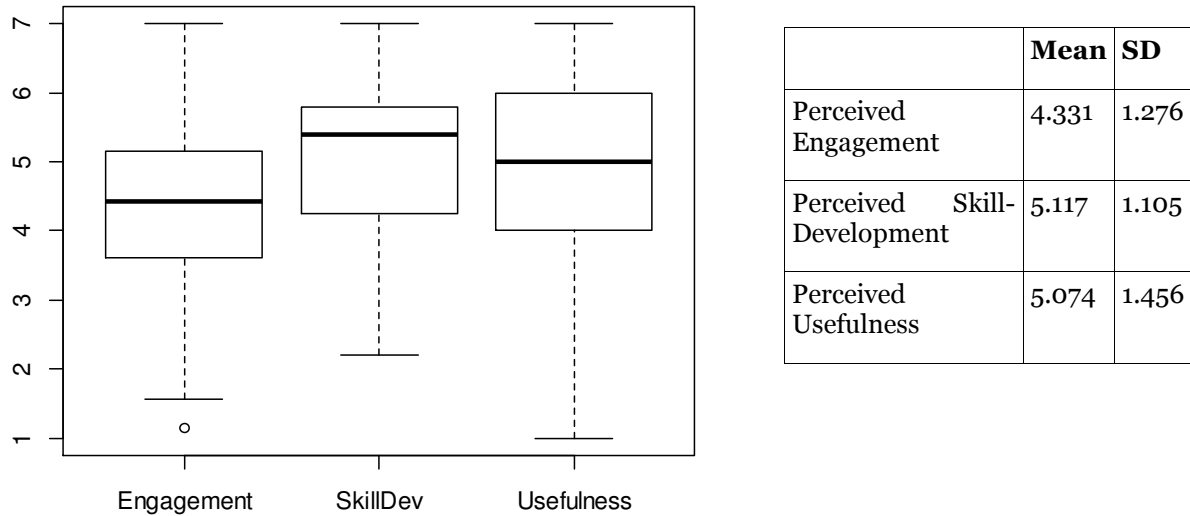 7
6
5
4
3
2
1
Engagement SkillDev Usefulness
Mean SD
Perceived Engagement 4.331 1.276
Perceived Skill-Development 5.117 1.105
Perceived Usefulness 5.074 1.456